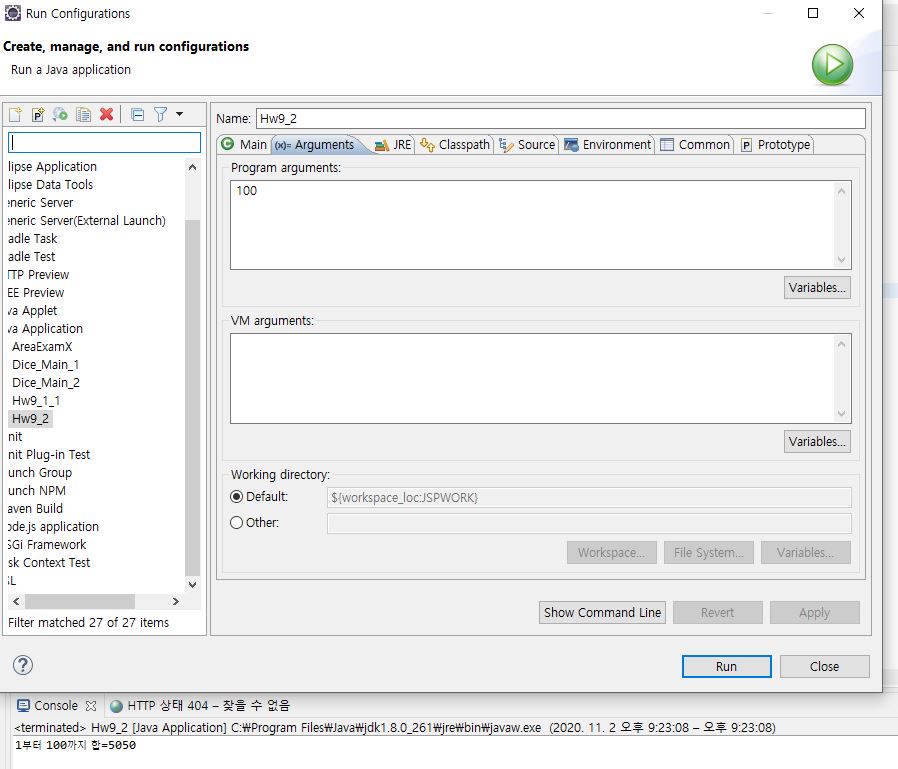 Run Configurations
Create, manage, and run configurations
Run a Java application
lipse Application
lipse Data Tools
eneric Server
eneric Server(External Launch)
adle Task
adle Test
TTP Preview
EE Preview
va Applet
va Application
AreaExamX
Dice_Main_1
Dice_Main_2
Hw9_1_1
Hw9_2
nit
nit Plug-in Test
unch Group
unch NPM
aven Build
ode.js application
SGi Framework
sk Context Test
SL
Filter matched 27 of 27 items
Name: Hw9_2
Main (x)= Arguments JRE Classpath Source Environment Common Prototype
Program arguments:
100
Variables...
VM arguments:
Variables...
Working directory:
Default: ${workspace_loc:JSPWORK}
Other:
Workspace... File System... Variables...
Show Command Line Revert Apply
Run Close
Console HTTP 상태 404 – 찾을 수 없음
<terminated> Hw9_2 [Java Application] C:₩Program Files₩Java₩jdk1.8.0_261₩jre₩bin₩javaw.exe (2020. 11. 2 오후 9:23:08 – 오후 9:23:08)
1부터 100까지 합=5050